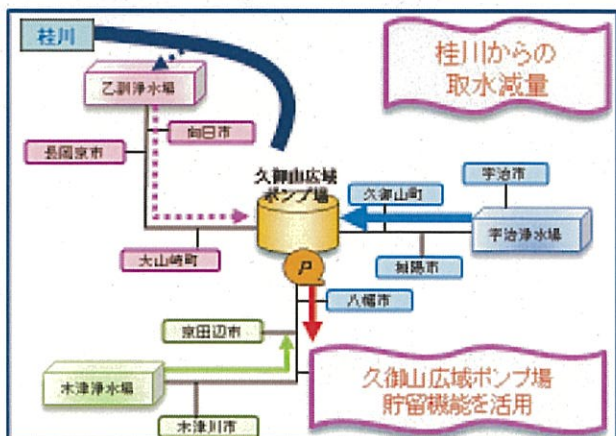 桂川
桂川からの
取水減量
乙訓浄水場
向日市
長岡京市
久御山広域
ポンプ場
久御山町
宇治市
宇治浄水場
大山崎町
城陽市
P
八幡市
京田辺市
木津浄水場
久御山広域ポンプ場
貯留機能を活用
木津川市